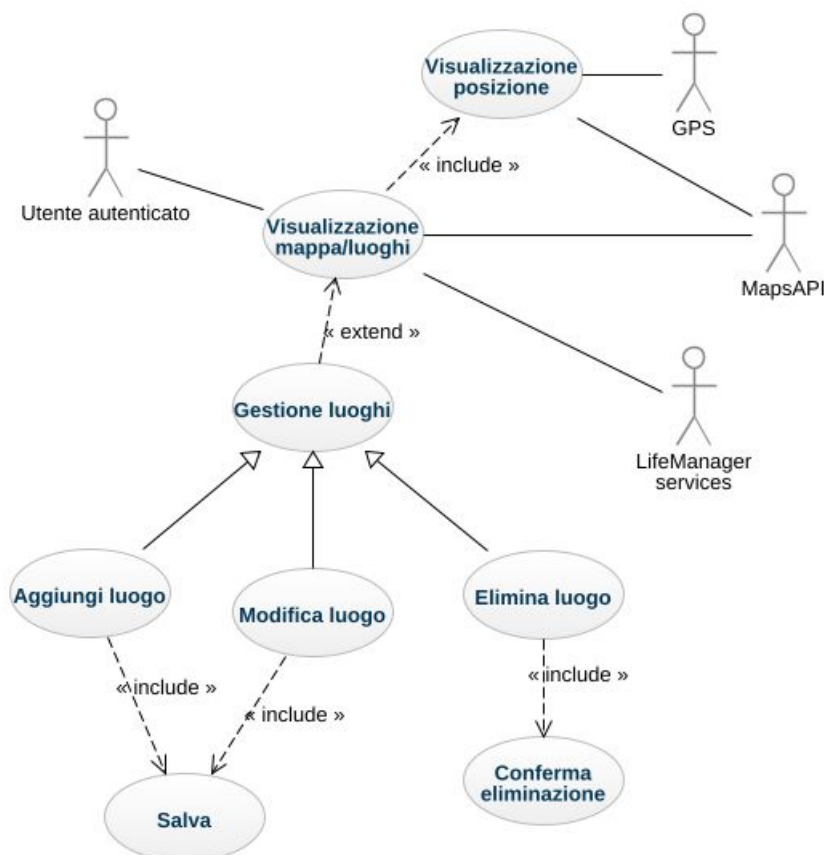 Visualizzazione
posizione
GPS
« include »
Utente autenticato
Visualizzazione
mappa/luoghi
MapsAPI
« extend »
Gestione luoghi
LifeManager
services
Aggiungi luogo
Modifica luogo
Elimina luogo
« include »
« include »
« include »
Salva
Conferma
eliminazione